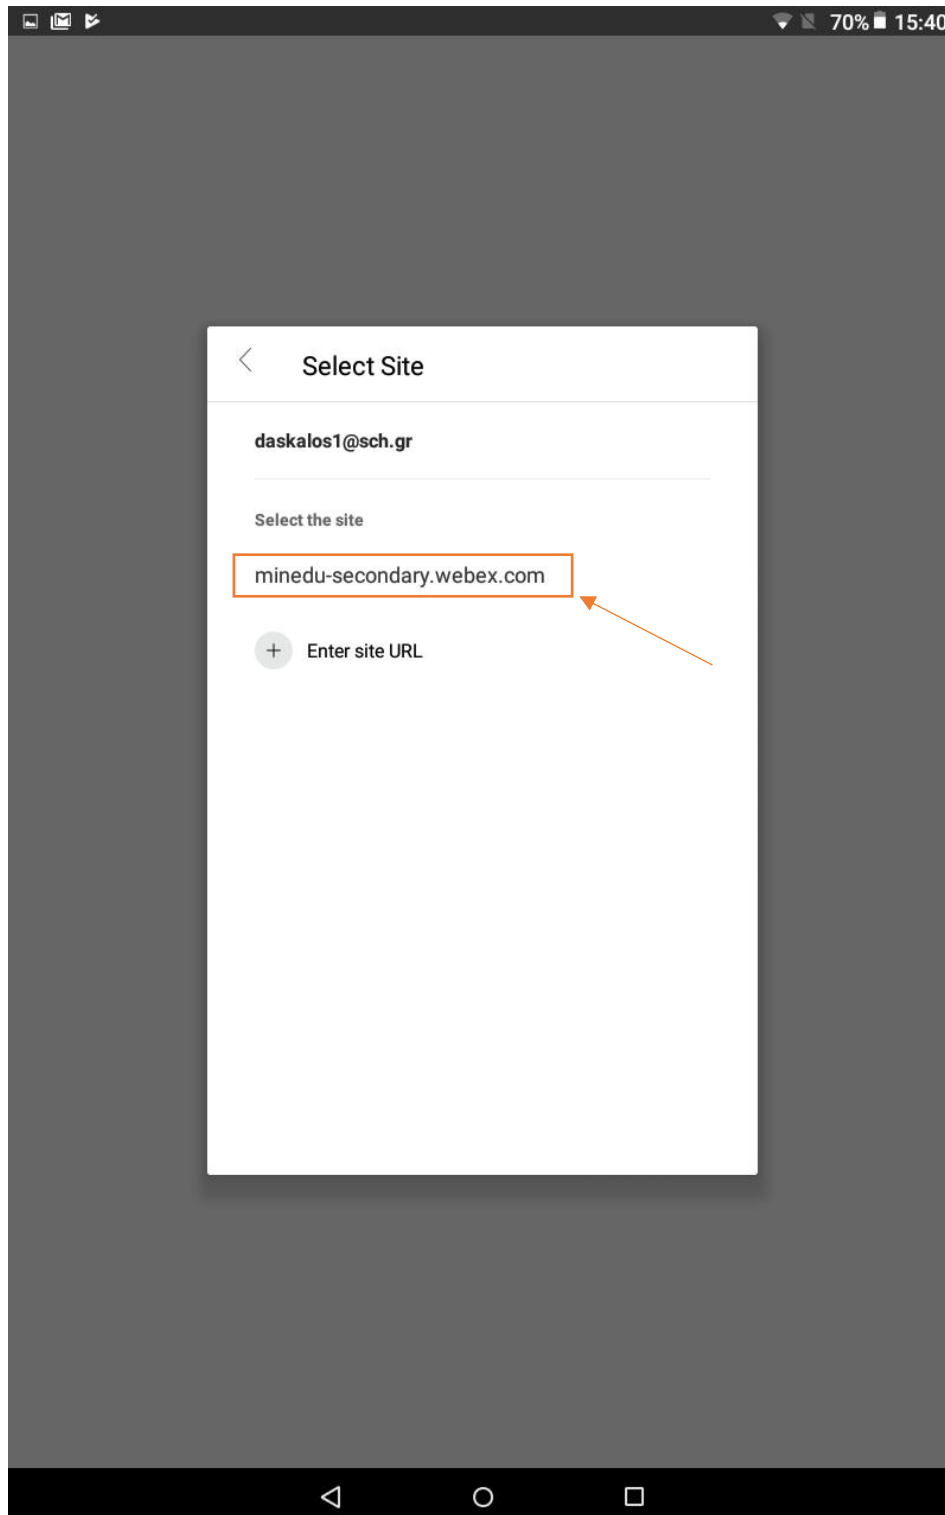 70% 15:40
Select Site
daskalos1@sch.gr
Select the site
minedu-secondary.webex.com
+ Enter site URL